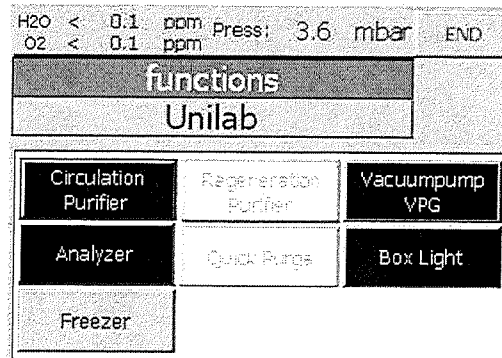 H2O < 0.1 ppm Press: 3.6 mbar END
O2 < 0.1 ppm
functions
Unilab
Circulation Purifier
Regeneration Purifier
Vacuumpump VPG
Analyzer
Quick Purge
Box Light
Freezer